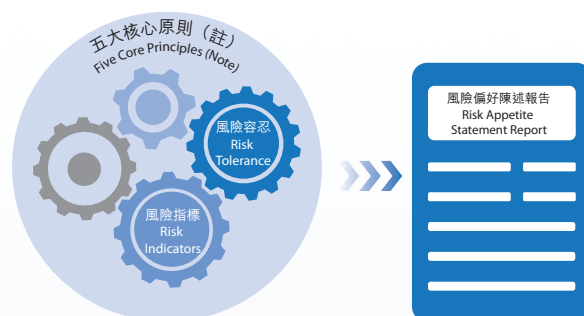 五大核心原則（註）
Five Core Principles (Note)
風險容忍
Risk
Tolerance
風險指標
Risk
Indicators
風險偏好陳述報告
Risk Appetite
Statement Report